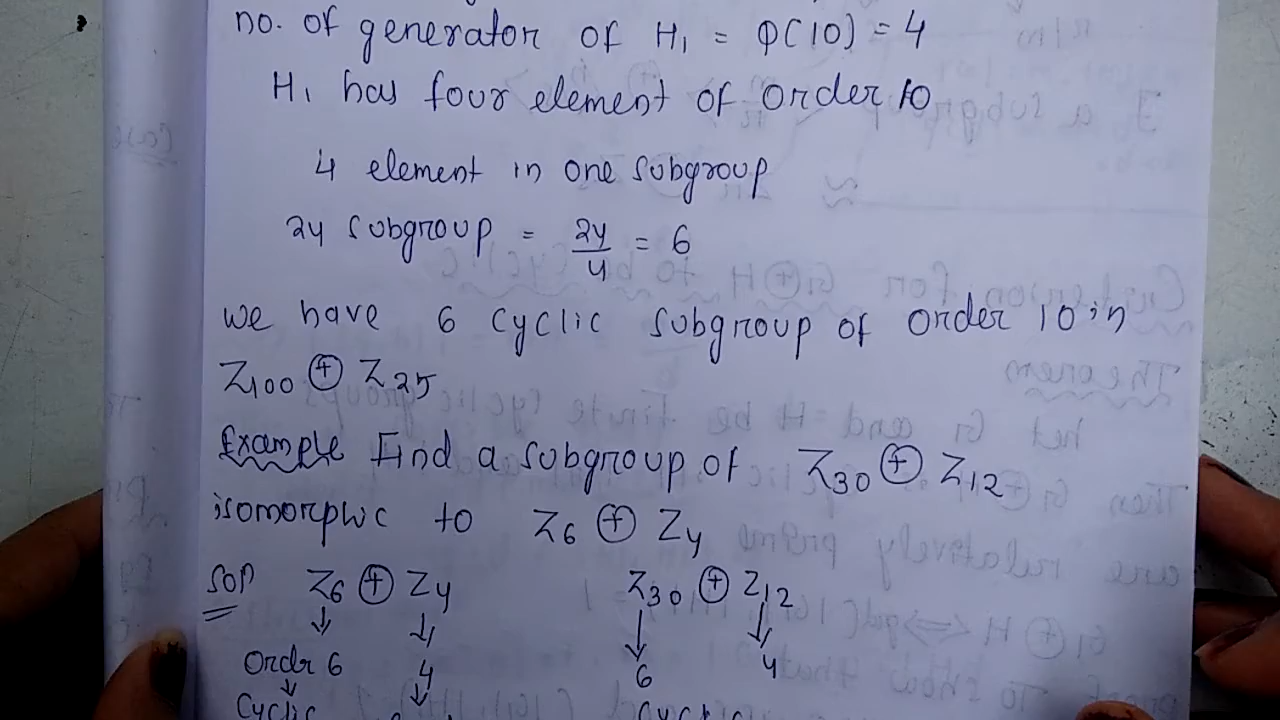 no. of generator of H₁ = φ(10) = 4
H₁ has four element of order 10
4 element in one subgroup
24 subgroup = 24/4 = 6
we have 6 cyclic subgroup of order 10 in
Z₁₀₀ ⊕ Z₂₅
Example Find a subgroup of Z₃₀ ⊕ Z₁₂
isomorphic to Z₆ ⊕ Z₄
Z₆ ⊕ Z₄ Z₃₀ ⊕ Z₁₂
↓ ↓ ↓ ↓
Ordr 6 4 6 4
↓ ↓
Cyclic